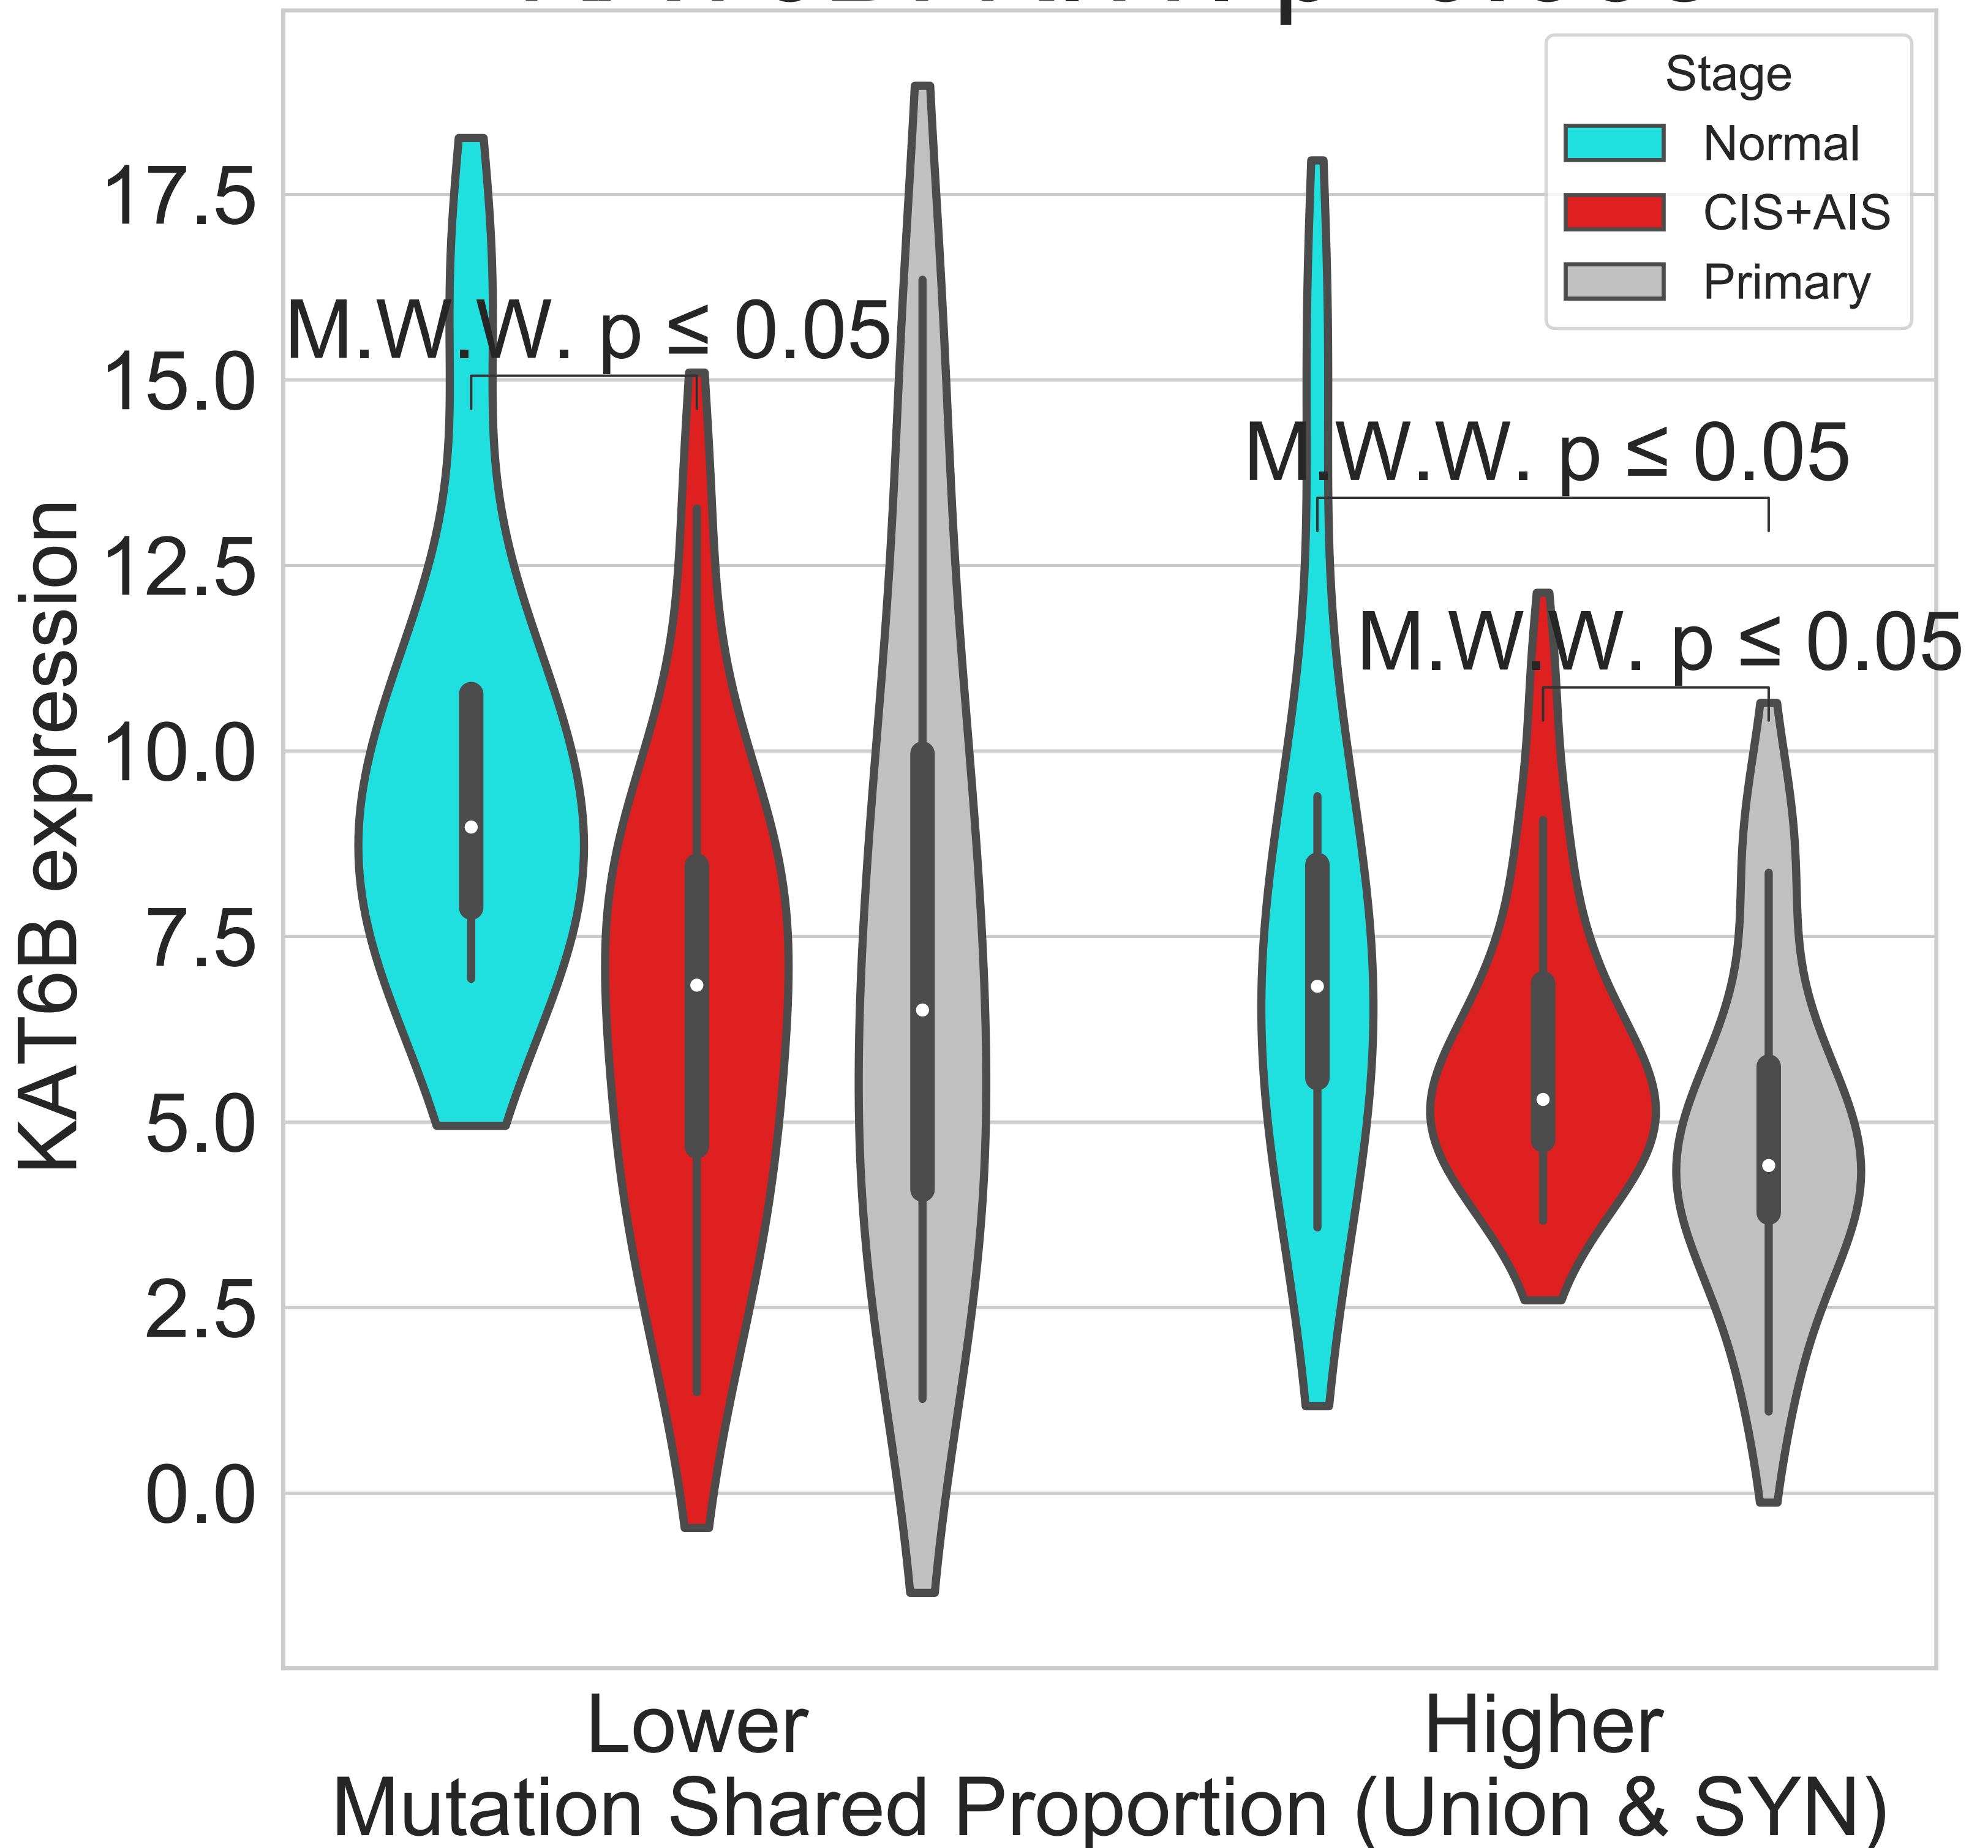 Stage
Normal
CIS+AIS
Primary
17.5
15.0
12.5
10.0
7.5
5.0
2.5
0.0
KAT6B expression
M.W.W. p ≤ 0.05
M.W.W. p ≤ 0.05
M.W.W. p ≤ 0.05
Lower
Higher
Mutation Shared Proportion (Union & SYN)